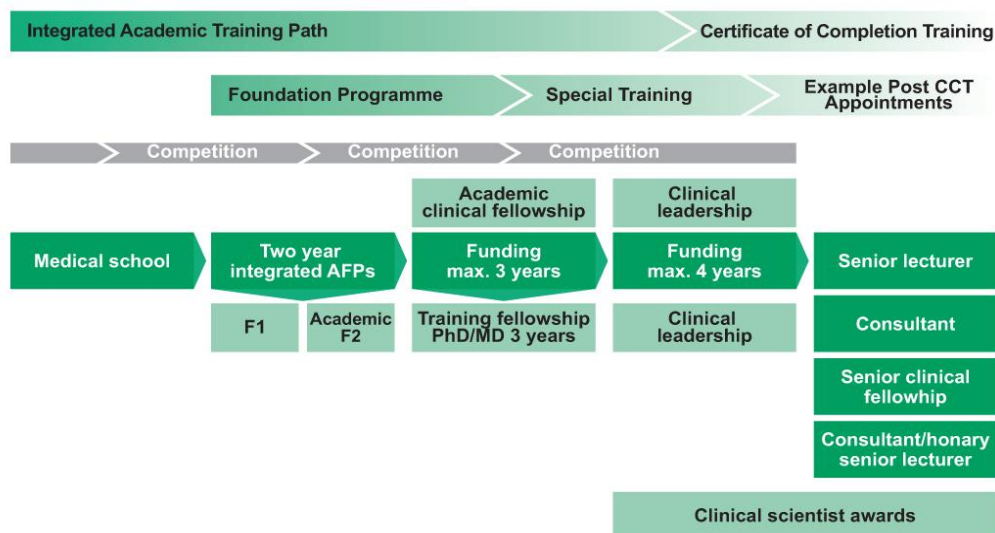 Integrated Academic Training Path
Certificate of Completion Training
Foundation Programme
Special Training
Example Post CCT
Appointments
Competition
Competition
Competition
Academic
clinical fellowship
Clinical
leadership
Medical school
Two year
integrated AFPs
Funding
max. 3 years
Funding
max. 4 years
Senior lecturer
F1
Academic
F2
Training fellowship
PhD/MD 3 years
Clinical
leadership
Consultant
Senior clinical
fellowhip
Consultant/honary
senior lecturer
Clinical scientist awards